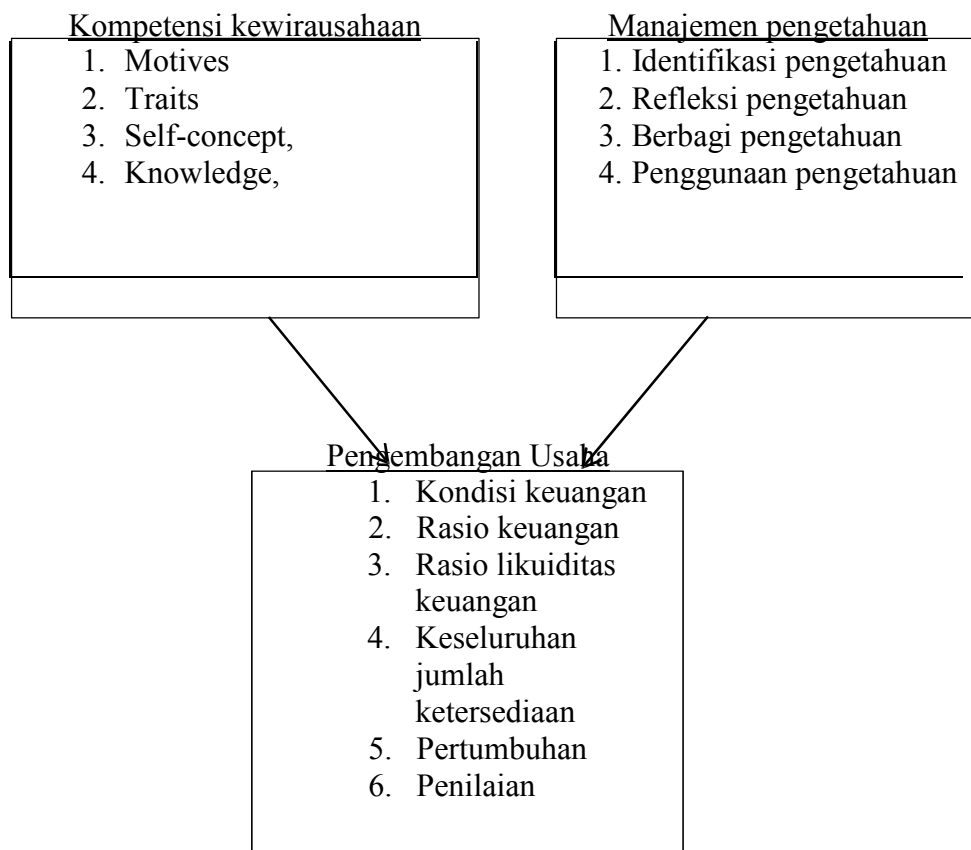 Kompetensi kewirausahaan
1. Motives
2. Traits
3. Self-concept,
4. Knowledge,
Manajemen pengetahuan
1. Identifikasi pengetahuan
2. Refleksi pengetahuan
3. Berbagi pengetahuan
4. Penggunaan pengetahuan
Pengembangan Usaha
1. Kondisi keuangan
2. Rasio keuangan
3. Rasio likuiditas
keuangan
4. Keseluruhan
jumlah
ketersediaan
5. Pertumbuhan
6. Penilaian